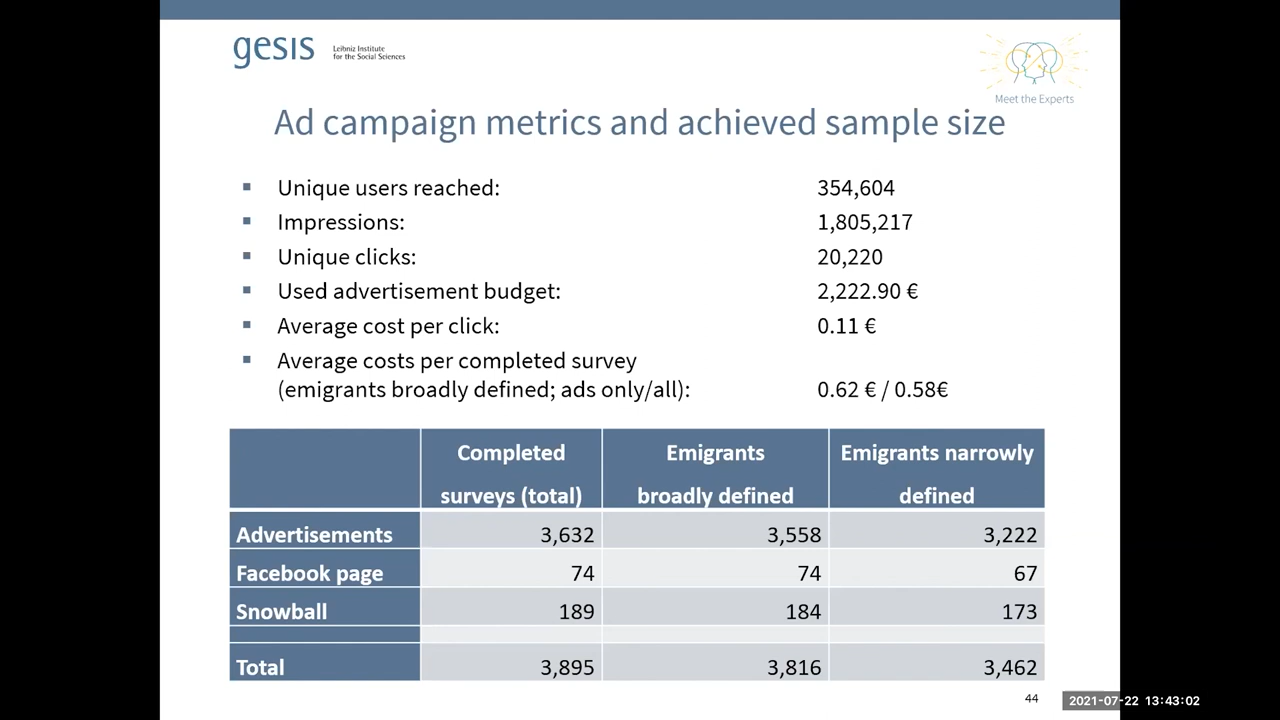 gesis
Leibniz Institute
for the Social Sciences
Meet the Experts
Ad campaign metrics and achieved sample size
▪ Unique users reached: 354,604
▪ Impressions: 1,805,217
▪ Unique clicks: 20,220
▪ Used advertisement budget: 2,222.90 €
▪ Average cost per click: 0.11 €
▪ Average costs per completed survey
(emigrants broadly defined; ads only/all): 0.62 € / 0.58€
Completed Emigrants Emigrants narrowly
surveys (total) broadly defined defined
Advertisements 3,632 3,558 3,222
Facebook page 74 74 67
Snowball 189 184 173
Total 3,895 3,816 3,462
44
2021-07-22 13:43:02